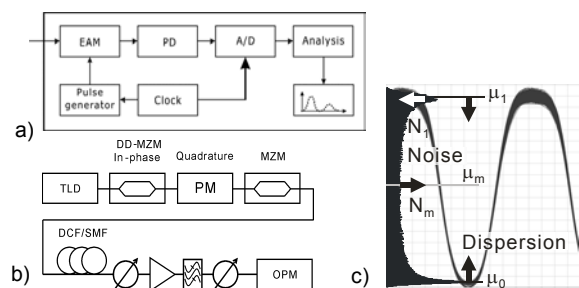 EAM
PD
A/D
Analysis
Pulse
generator
Clock
a)
DD-MZM
In-phase
Quadrature
MZM
TLD
PM
DCF/SMF
OPM
b)
μ1
N1
Noise
μm
Nm
Dispersion
μ0
c)